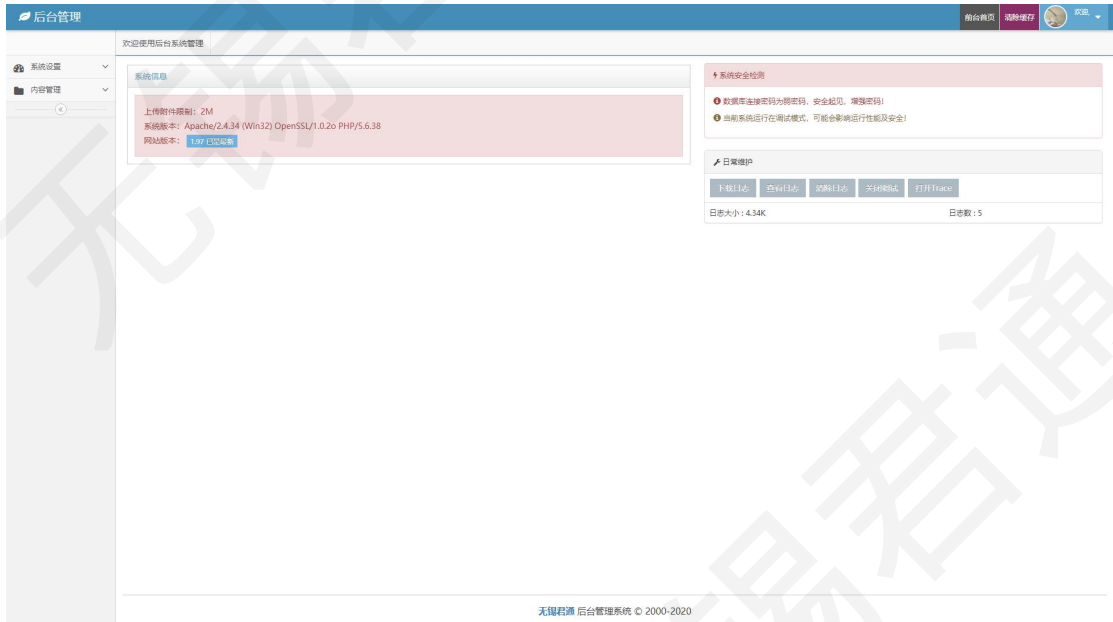 后台管理
前台首页 清除缓存 欢迎,
欢迎使用后台系统管理
系统设置
内容管理
系统信息
上传附件限制：2M
系统版本：Apache/2.4.34 (Win32) OpenSSL/1.0.2o PHP/5.6.38
网站版本：1.97 已是最新
系统安全检测
数据库连接密码为弱密码，安全起见，增强密码！
当前系统运行在调试模式，可能会影响运行性能及安全！
日常维护
下载日志 查看日志 清除日志 关闭调试 打开Trace
日志大小 : 4.34K 日志数 : 5
无锡君通 后台管理系统 © 2000-2020
无锡君通
锡君通